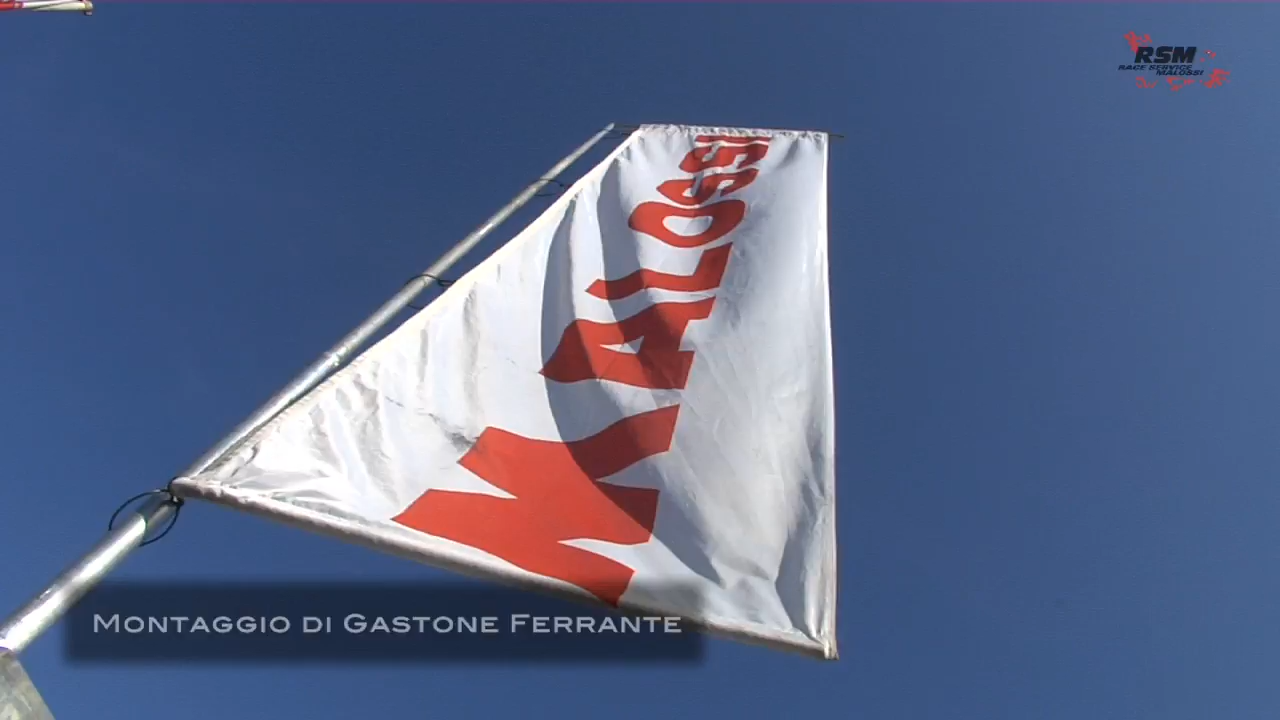 RSM
RACE SERVICE
MALOSSI
MALOSSI
MONTAGGIO DI GASTONE FERRANTE